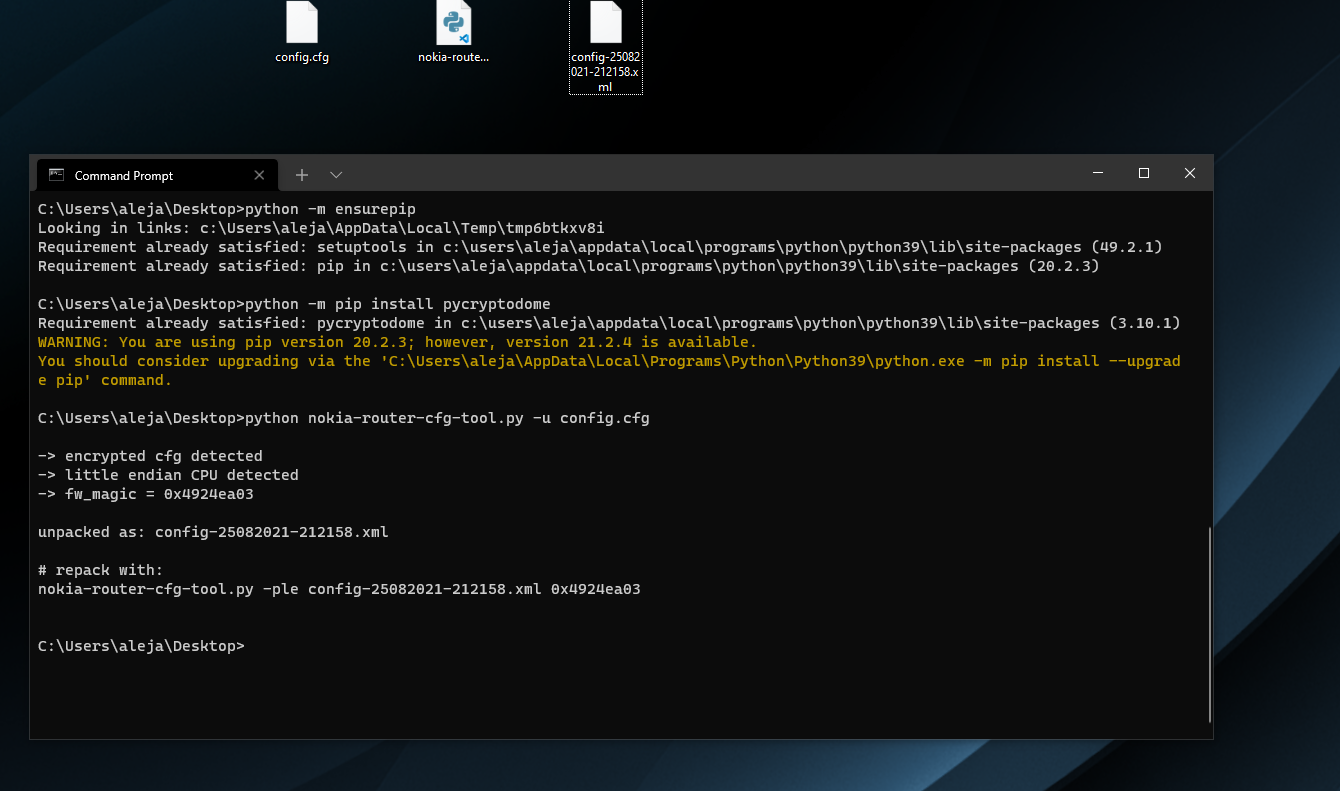 config.cfg
nokia-route...
config-25082
021-212158.x
ml
Command Prompt
C:\Users\aleja\Desktop>python -m ensurepip
Looking in links: c:\Users\aleja\AppData\Local\Temp\tmp6btkxv8i
Requirement already satisfied: setuptools in c:\users\aleja\appdata\local\programs\python\python39\lib\site-packages (49.2.1)
Requirement already satisfied: pip in c:\users\aleja\appdata\local\programs\python\python39\lib\site-packages (20.2.3)
C:\Users\aleja\Desktop>python -m pip install pycryptodome
Requirement already satisfied: pycryptodome in c:\users\aleja\appdata\local\programs\python\python39\lib\site-packages (3.10.1)
WARNING: You are using pip version 20.2.3; however, version 21.2.4 is available.
You should consider upgrading via the 'C:\Users\aleja\AppData\Local\Programs\Python\Python39\python.exe -m pip install --upgrad
e pip' command.
C:\Users\aleja\Desktop>python nokia-router-cfg-tool.py -u config.cfg
-> encrypted cfg detected
-> little endian CPU detected
-> fw_magic = 0x4924ea03
unpacked as: config-25082021-212158.xml
# repack with:
nokia-router-cfg-tool.py -ple config-25082021-212158.xml 0x4924ea03
C:\Users\aleja\Desktop>